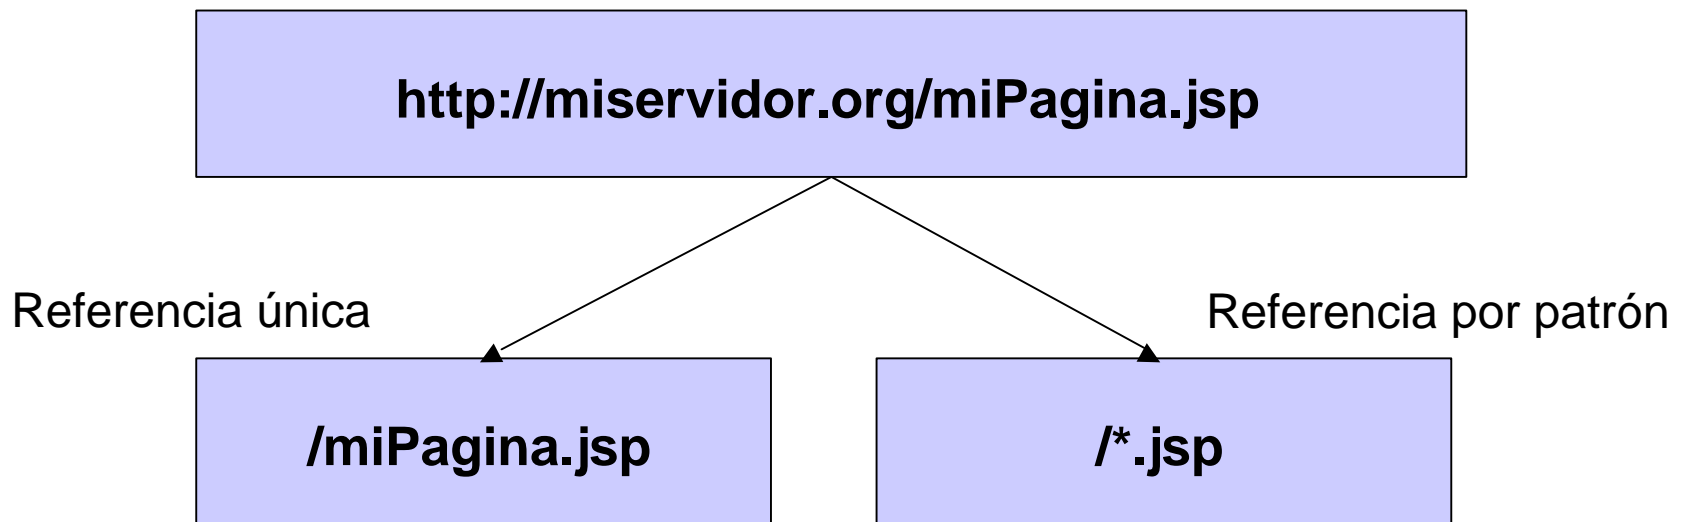 http://miservidor.org/miPagina.jsp
Referencia única
Referencia por patrón
/miPagina.jsp
/*.jsp